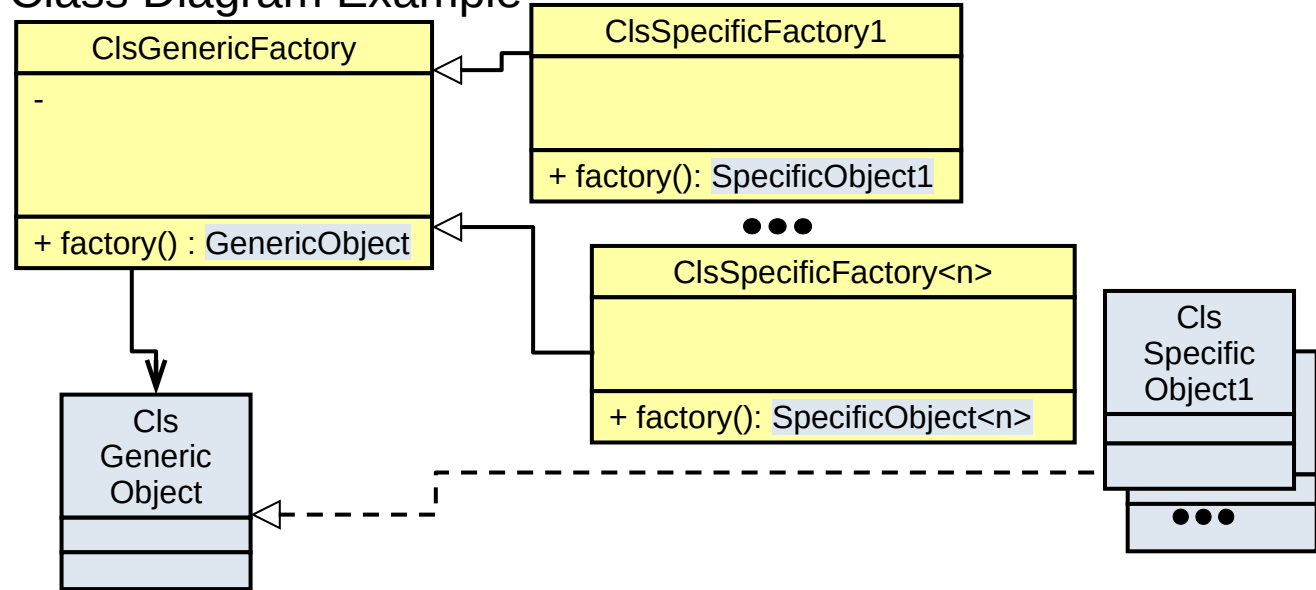 Class Diagram Example
ClsGenericFactory
-
+ factory() : GenericObject
ClsSpecificFactory1
+ factory(): SpecificObject1
ClsSpecificFactory<n>
+ factory(): SpecificObject<n>
Cls
Generic
Object
Cls
Specific
Object1